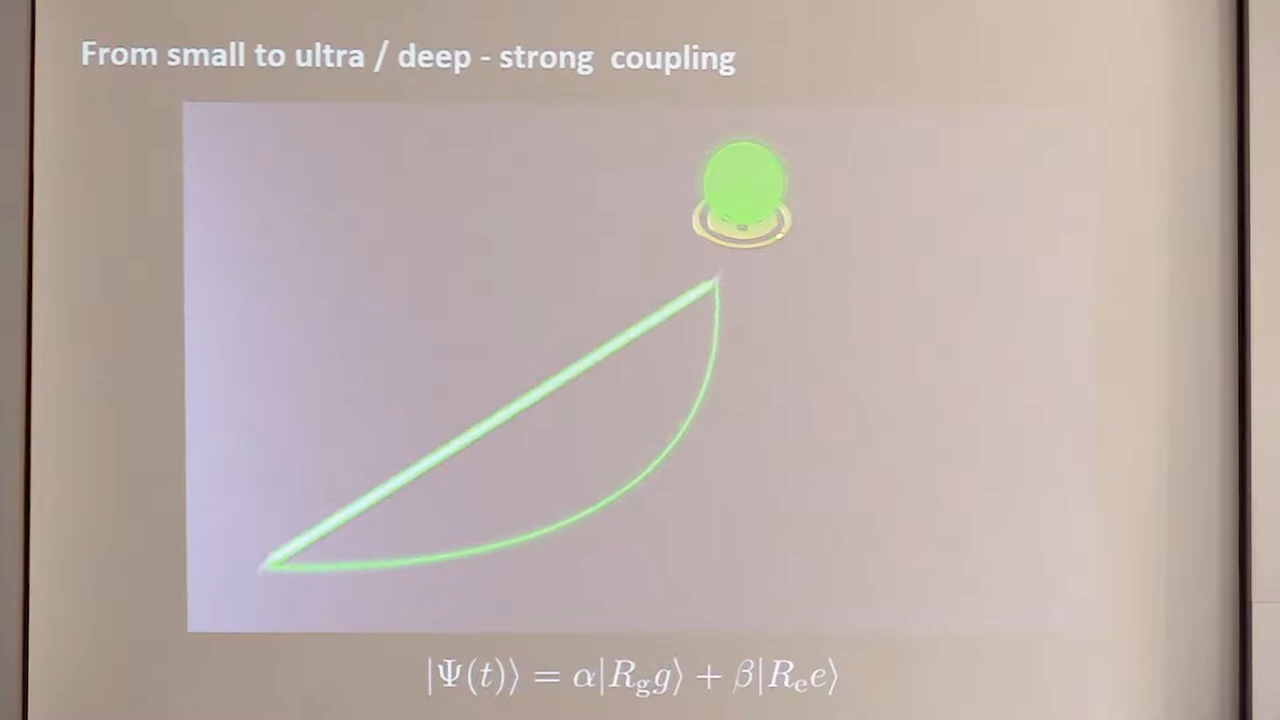 From small to ultra / deep - strong coupling
|Ψ(t)⟩ = α|R_g g⟩ + β|R_e e⟩